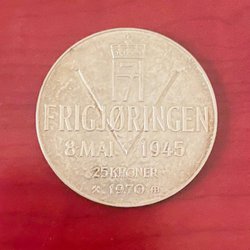 FRIGJØRINGEN
8 MAI 1945
25 KRONER
1970